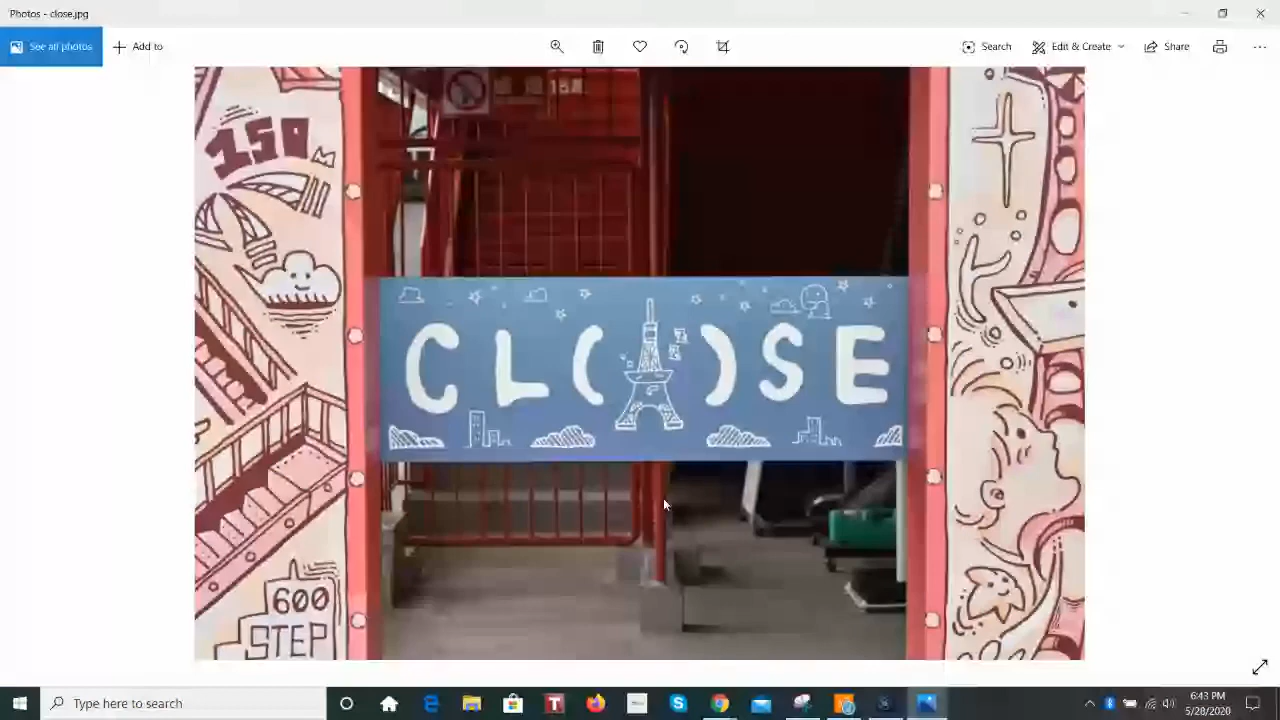 Photos - close.jpg
See all photos
Add to
Search
Edit & Create
Share
150M
CL( )SE
600
STEP
Type here to search
6:43 PM
5/28/2020